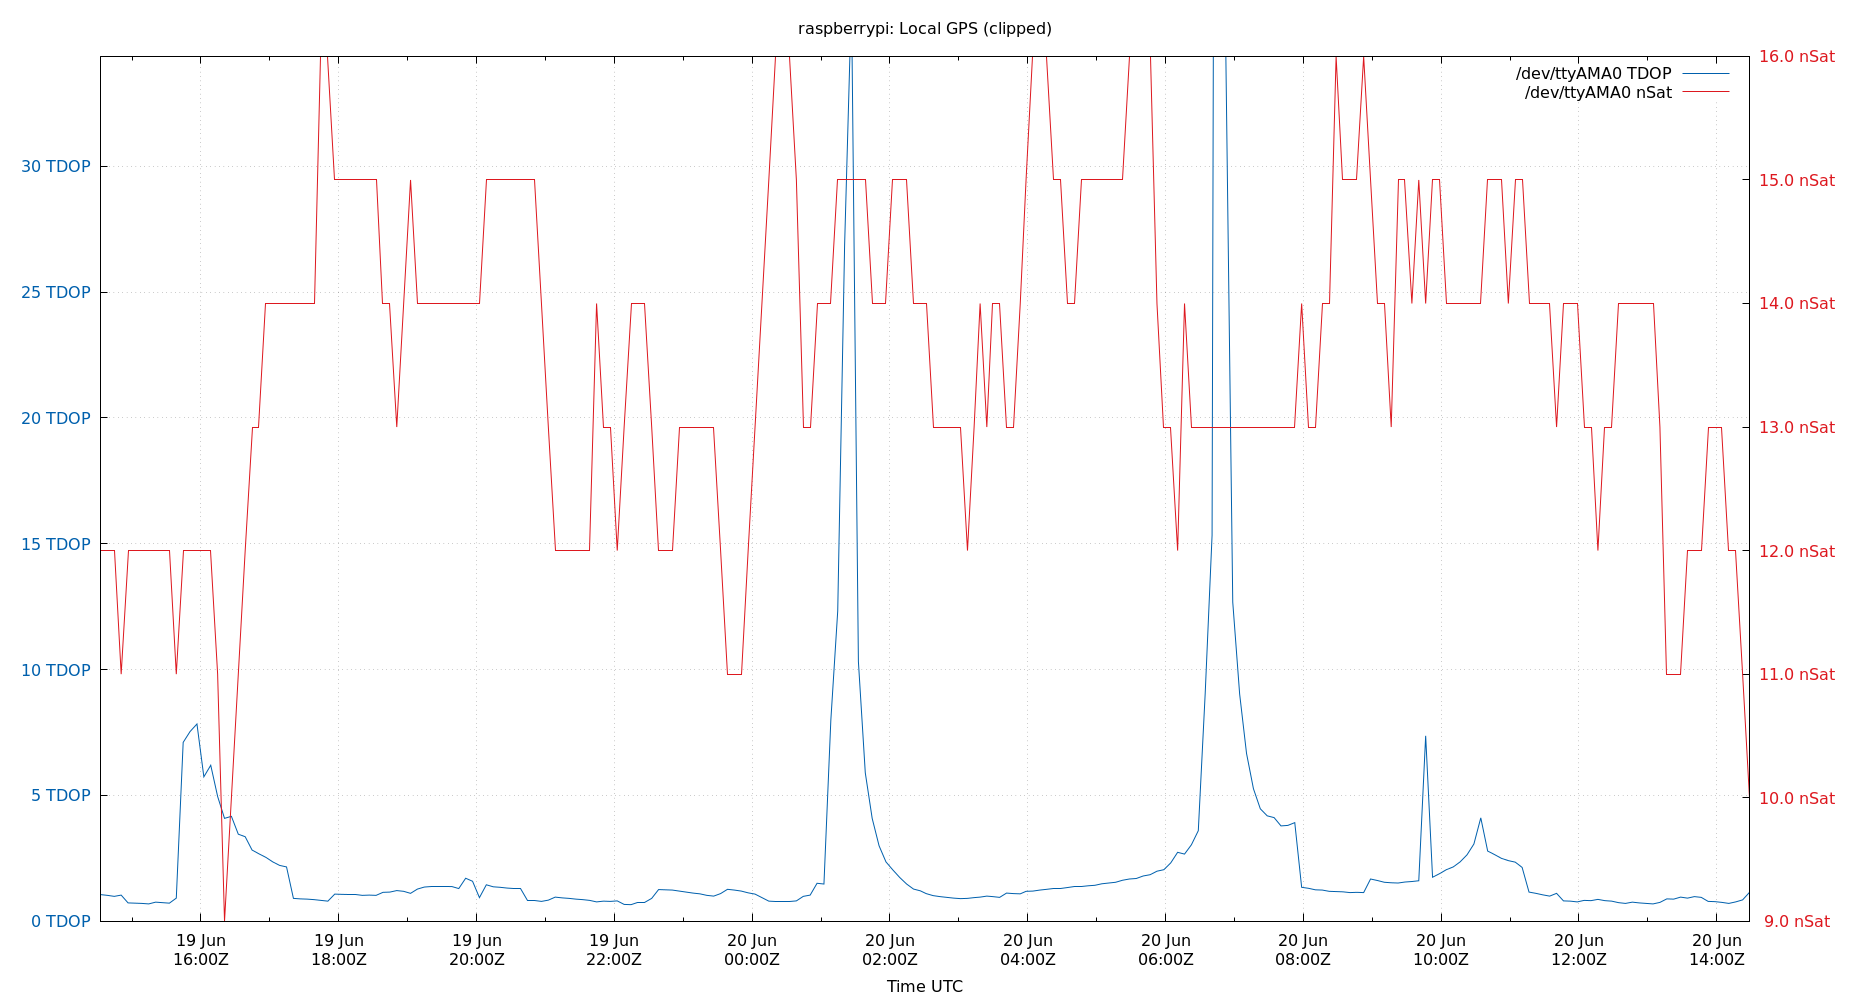 raspberrypi: Local GPS (clipped)
/dev/ttyAMA0 TDOP
/dev/ttyAMA0 nSat
30 TDOP
25 TDOP
20 TDOP
15 TDOP
10 TDOP
5 TDOP
0 TDOP
16.0 nSat
15.0 nSat
14.0 nSat
13.0 nSat
12.0 nSat
11.0 nSat
10.0 nSat
9.0 nSat
19 Jun
16:00Z
19 Jun
18:00Z
19 Jun
20:00Z
19 Jun
22:00Z
20 Jun
00:00Z
20 Jun
02:00Z
20 Jun
04:00Z
20 Jun
06:00Z
20 Jun
08:00Z
20 Jun
10:00Z
20 Jun
12:00Z
20 Jun
14:00Z
Time UTC